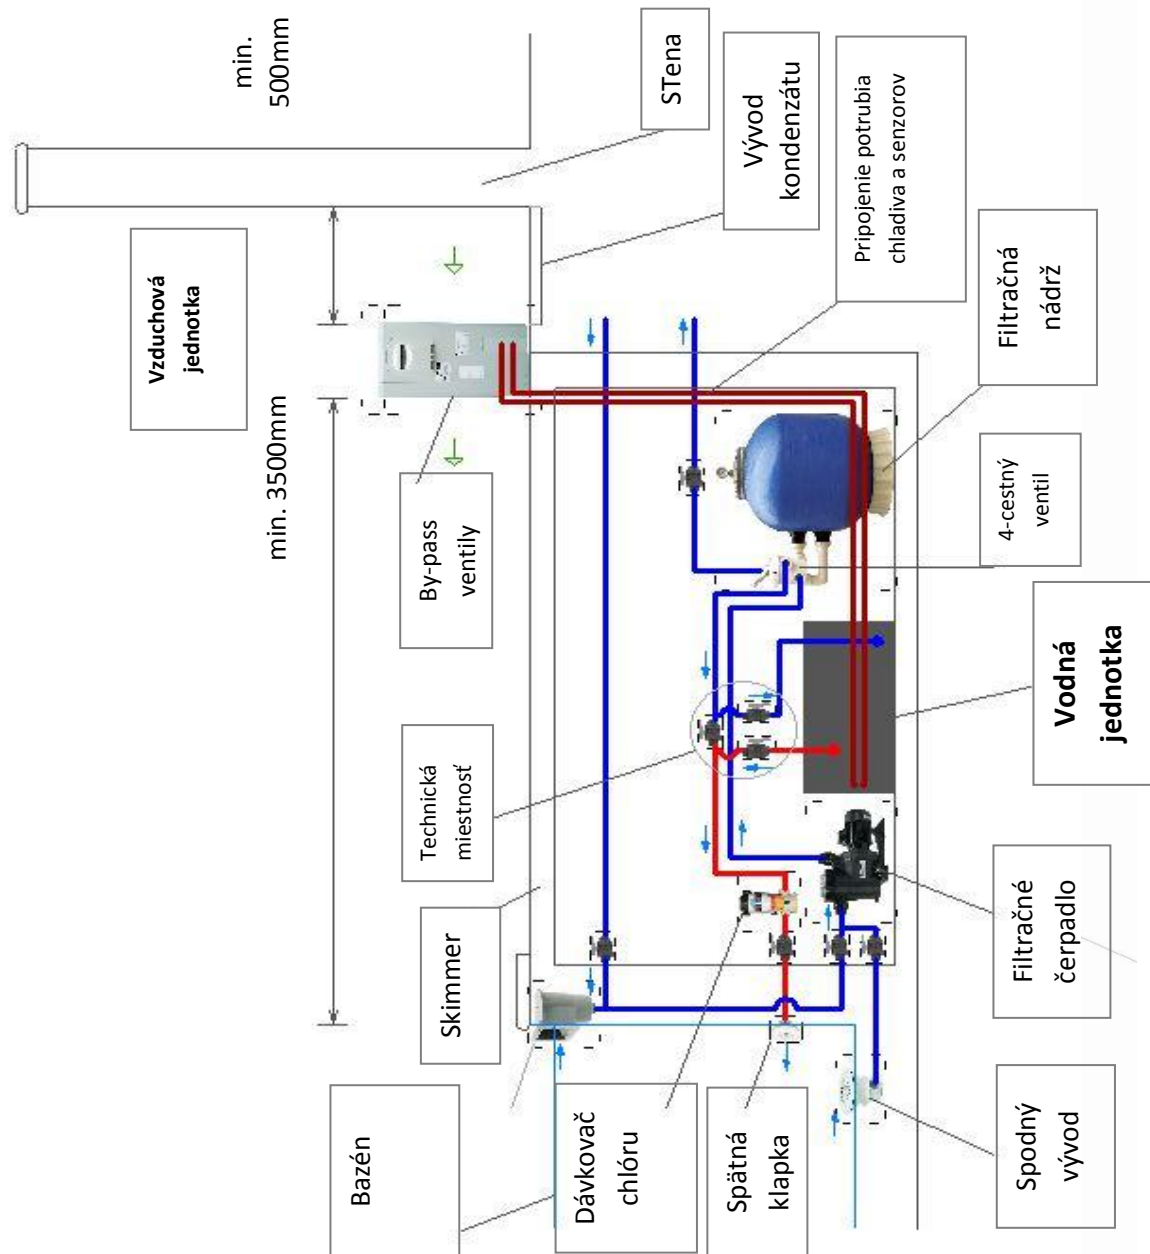 min.
500mm
STena
Vývod
kondenzátu
Pripojenie potrubia
chladiva a senzorov
Filtračná
nádrž
Vzduchová
jednotka
min. 3500mm
By-pass
ventily
4-cestný
ventil
Vodná
jednotka
Technická
miestnosť
Skimmer
Filtračné
čerpadlo
Bazén
Dávkovač
chlóru
Spätná
klapka
Spodný
vývod